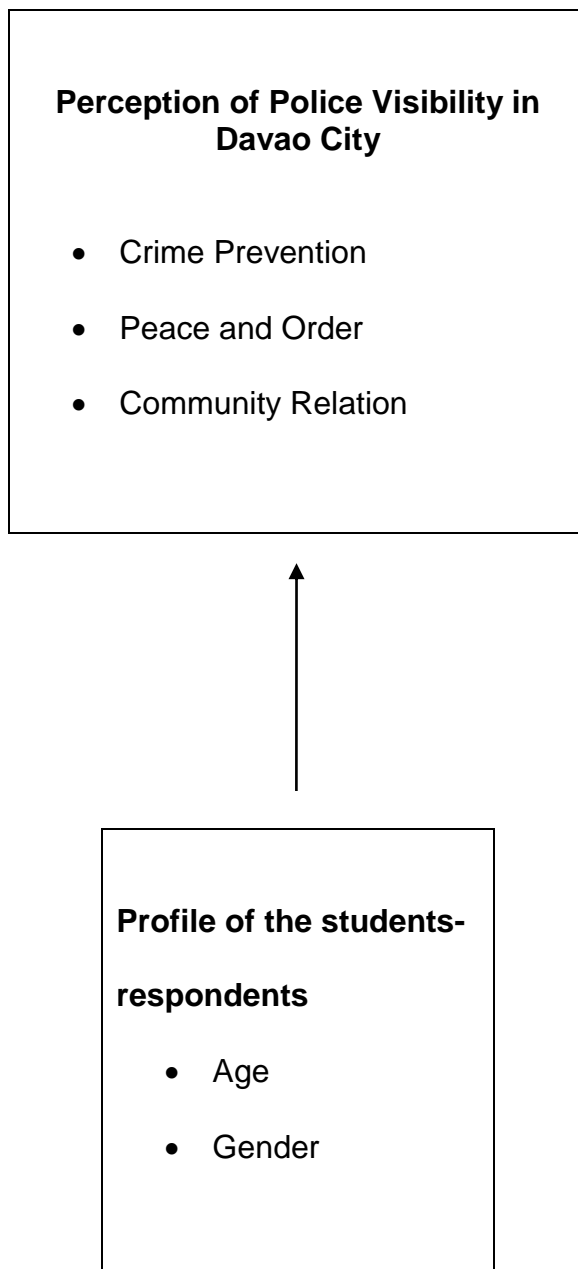 Perception of Police Visibility in
Davao City
• Crime Prevention
• Peace and Order
• Community Relation
Profile of the students-
respondents
• Age
• Gender